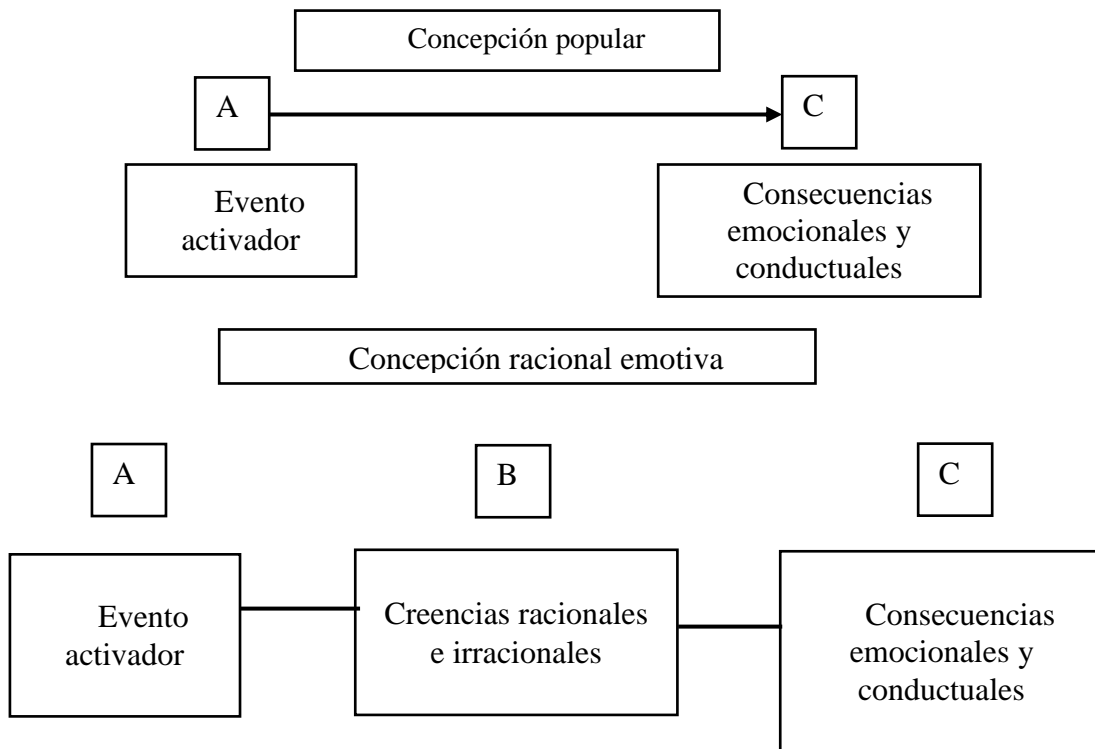 Concepción popular
A
C
Evento
activador
Consecuencias
emocionales y
conductuales
Concepción racional emotiva
A
B
C
Evento
activador
Creencias racionales
e irracionales
Consecuencias
emocionales y
conductuales